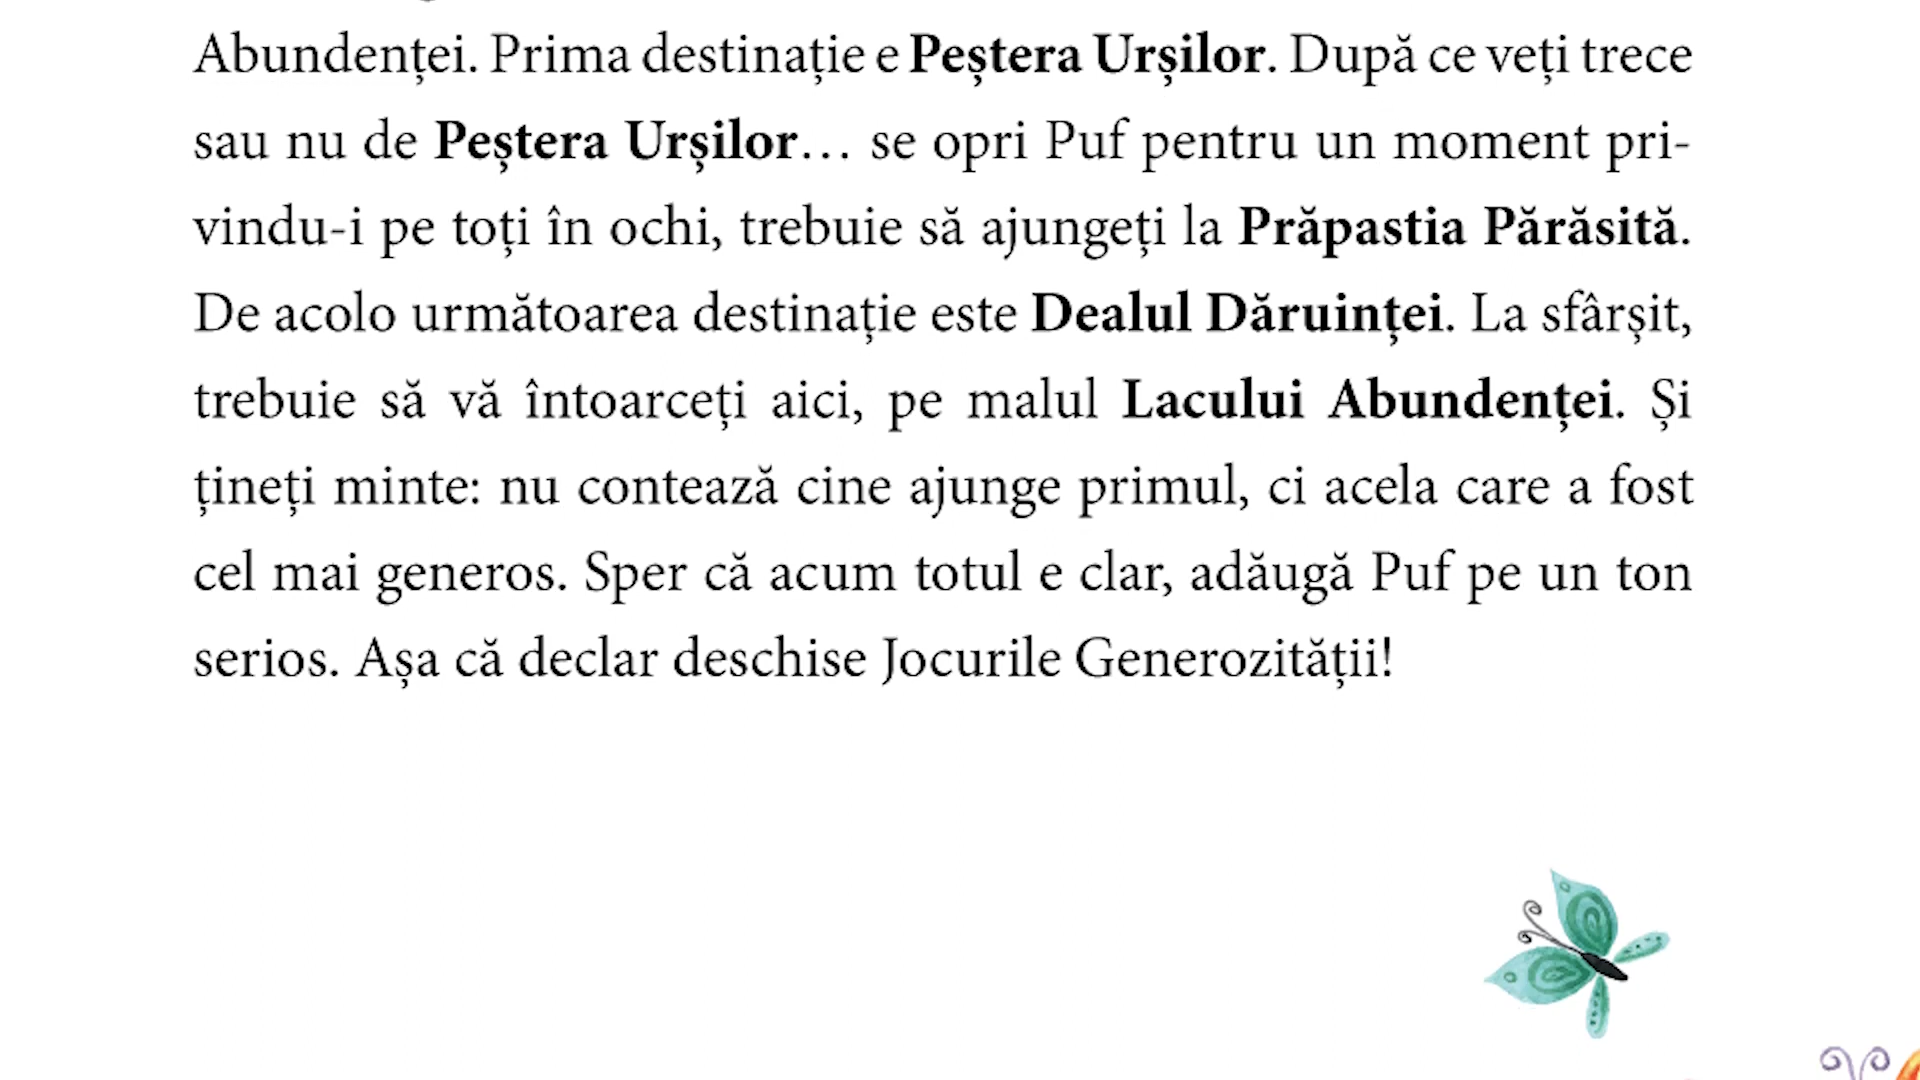 Abundenței. Prima destinație e Peștera Urșilor. După ce veți trece
sau nu de Peștera Urșilor… se opri Puf pentru un moment pri-
vindu-i pe toți în ochi, trebuie să ajungeți la Prăpastia Părăsită.
De acolo următoarea destinație este Dealul Dăruinței. La sfârșit,
trebuie să vă întoarceți aici, pe malul Lacului Abundenței. Și
țineți minte: nu contează cine ajunge primul, ci acela care a fost
cel mai generos. Sper că acum totul e clar, adăugă Puf pe un ton
serios. Așa că declar deschise Jocurile Generozității!